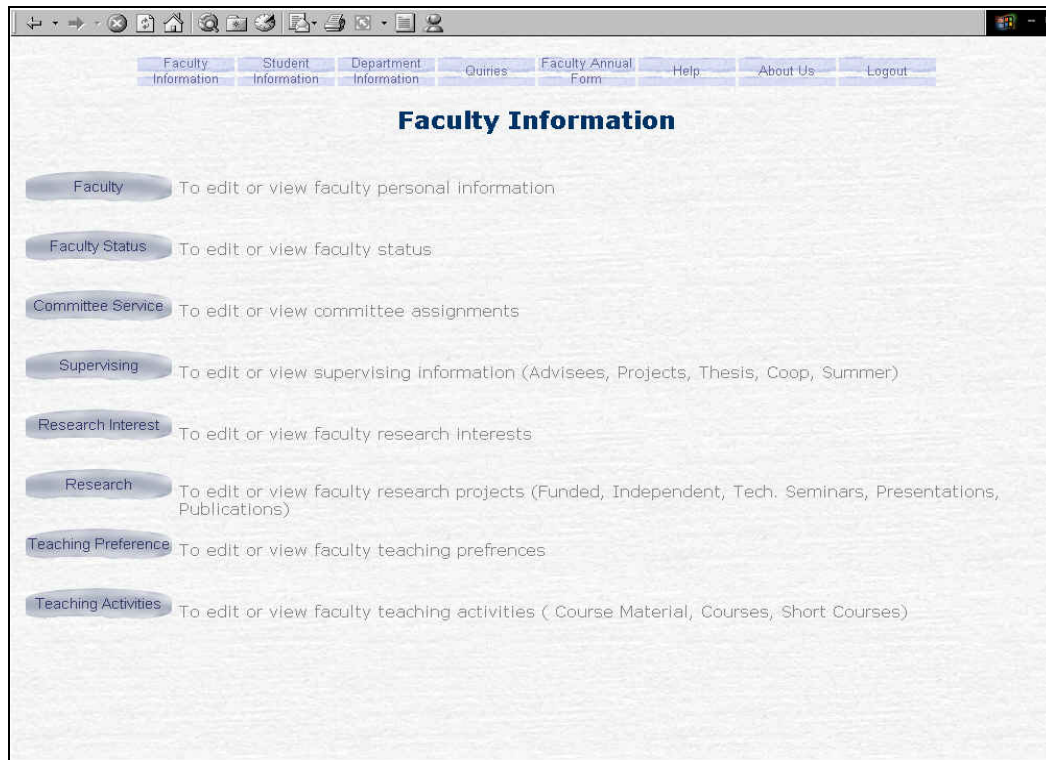 Faculty Information
Student Information
Department Information
Quiries
Faculty Annual Form
Help
About Us
Logout
Faculty Information
Faculty
To edit or view faculty personal information
Faculty Status
To edit or view faculty status
Committee Service
To edit or view committee assignments
Supervising
To edit or view supervising information (Advisees, Projects, Thesis, Coop, Summer)
Research Interest
To edit or view faculty research interests
Research
To edit or view faculty research projects (Funded, Independent, Tech. Seminars, Presentations,
Publications)
Teaching Preference
To edit or view faculty teaching prefrences
Teaching Activities
To edit or view faculty teaching activities ( Course Material, Courses, Short Courses)